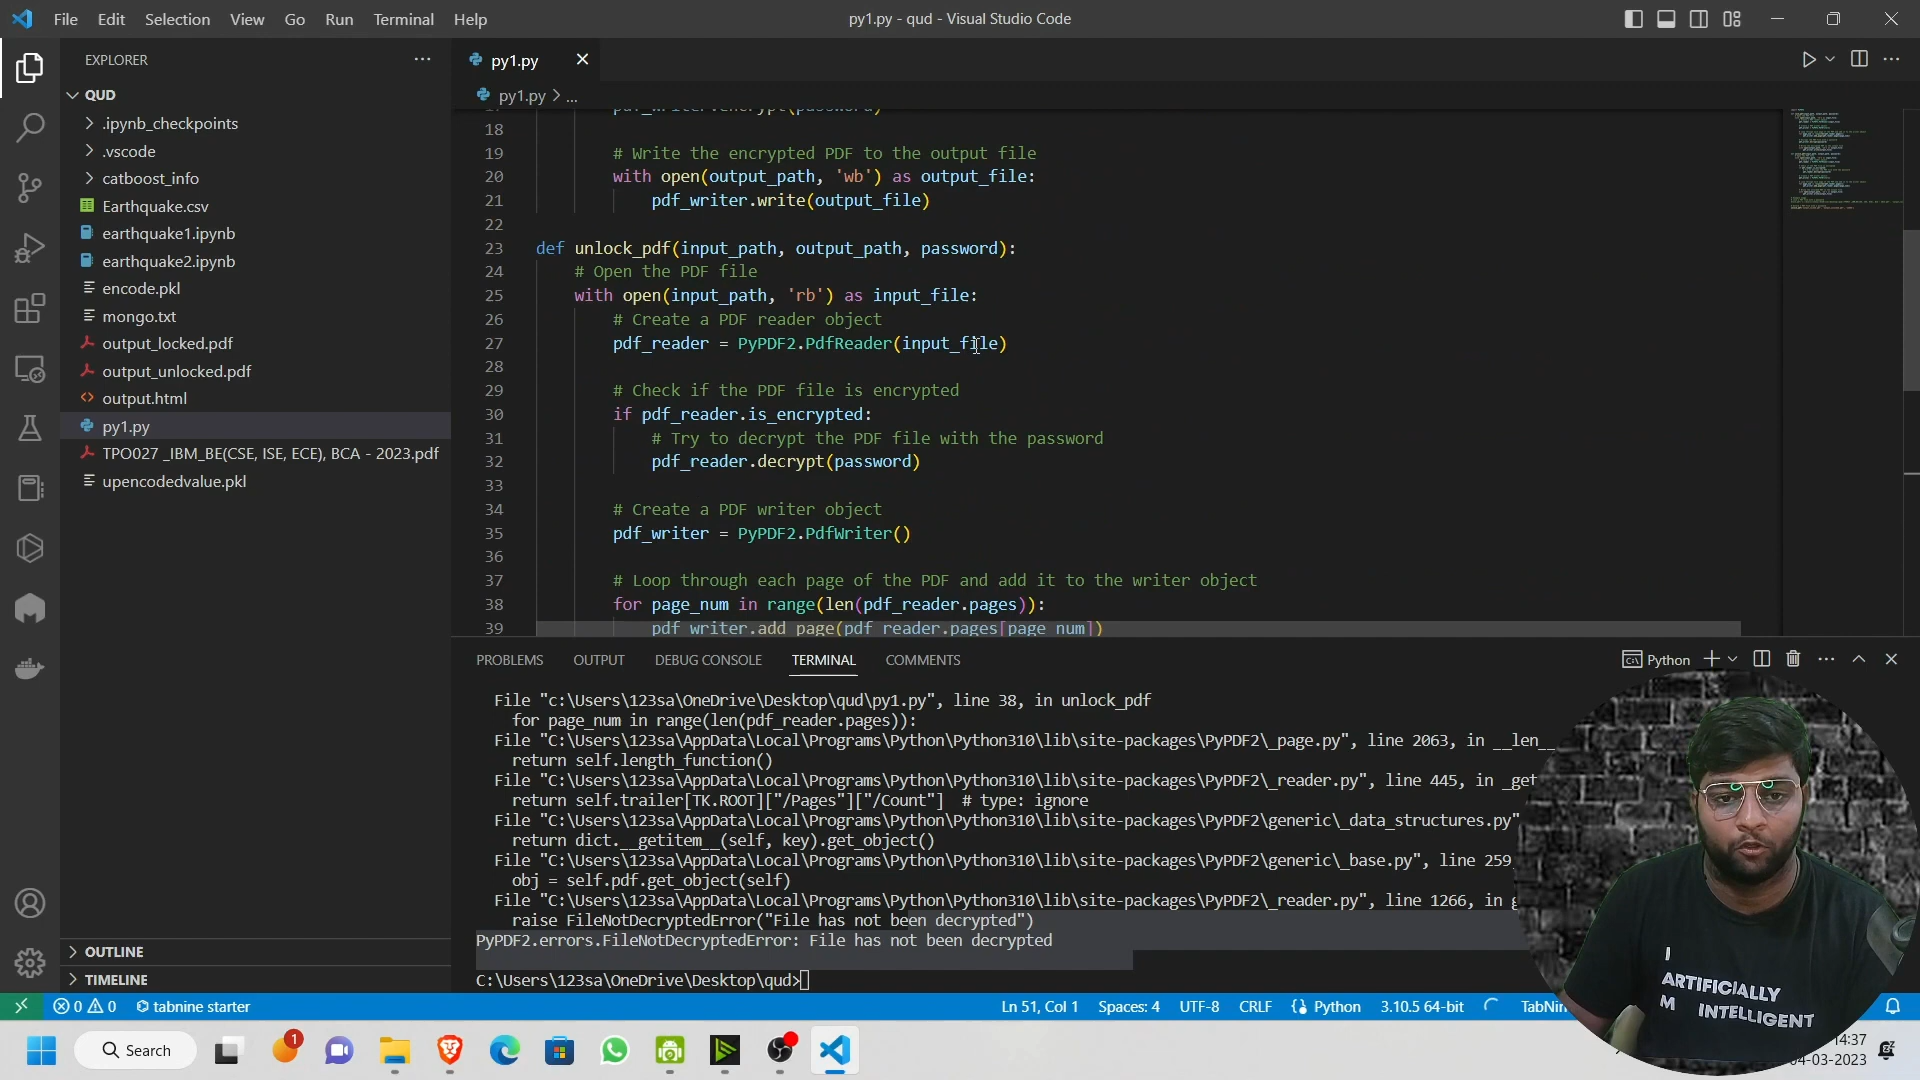 File Edit Selection View Go Run Terminal Help
py1.py - qud - Visual Studio Code
EXPLORER
QUD
.ipynb_checkpoints
.vscode
catboost_info
Earthquake.csv
earthquake1.ipynb
earthquake2.ipynb
encode.pkl
mongo.txt
output_locked.pdf
output_unlocked.pdf
output.html
py1.py
TPO027 _IBM_BE(CSE, ISE, ECE), BCA - 2023.pdf
upencodedvalue.pkl
OUTLINE
TIMELINE
py1.py
py1.py > ...
17 pdf_writer.encrypt(password)
18
19 # Write the encrypted PDF to the output file
20 with open(output_path, 'wb') as output_file:
21 pdf_writer.write(output_file)
22
23 def unlock_pdf(input_path, output_path, password):
24 # Open the PDF file
25 with open(input_path, 'rb') as input_file:
26 # Create a PDF reader object
27 pdf_reader = PyPDF2.PdfReader(input_file)
28
29 # Check if the PDF file is encrypted
30 if pdf_reader.is_encrypted:
31 # Try to decrypt the PDF file with the password
32 pdf_reader.decrypt(password)
33
34 # Create a PDF writer object
35 pdf_writer = PyPDF2.PdfWriter()
36
37 # Loop through each page of the PDF and add it to the writer object
38 for page_num in range(len(pdf_reader.pages)):
39 pdf_writer.add_page(pdf_reader.pages[page_num])
PROBLEMS OUTPUT DEBUG CONSOLE TERMINAL COMMENTS
Python
File "c:\Users\123sa\OneDrive\Desktop\qud\py1.py", line 38, in unlock_pdf
for page_num in range(len(pdf_reader.pages)):
File "C:\Users\123sa\AppData\Local\Programs\Python\Python310\lib\site-packages\PyPDF2\_page.py", line 2063, in __len__
return self.length_function()
File "C:\Users\123sa\AppData\Local\Programs\Python\Python310\lib\site-packages\PyPDF2\_reader.py", line 445, in _get
return self.trailer[TK.ROOT]["/Pages"]["/Count"] # type: ignore
File "C:\Users\123sa\AppData\Local\Programs\Python\Python310\lib\site-packages\PyPDF2\generic\_data_structures.py"
return dict.__getitem__(self, key).get_object()
File "C:\Users\123sa\AppData\Local\Programs\Python\Python310\lib\site-packages\PyPDF2\generic\_base.py", line 259,
obj = self.pdf.get_object(self)
File "C:\Users\123sa\AppData\Local\Programs\Python\Python310\lib\site-packages\PyPDF2\_reader.py", line 1266, in g
raise FileNotDecryptedError("File has not been decrypted")
PyPDF2.errors.FileNotDecryptedError: File has not been decrypted
C:\Users\123sa\OneDrive\Desktop\qud>
I
ARTIFICIALLY
M INTELLIGENT
0 0 tabnine starter
Ln 51, Col 1 Spaces: 4 UTF-8 CRLF Python 3.10.5 64-bit TabNin
Search
1
14:37
04-03-2023